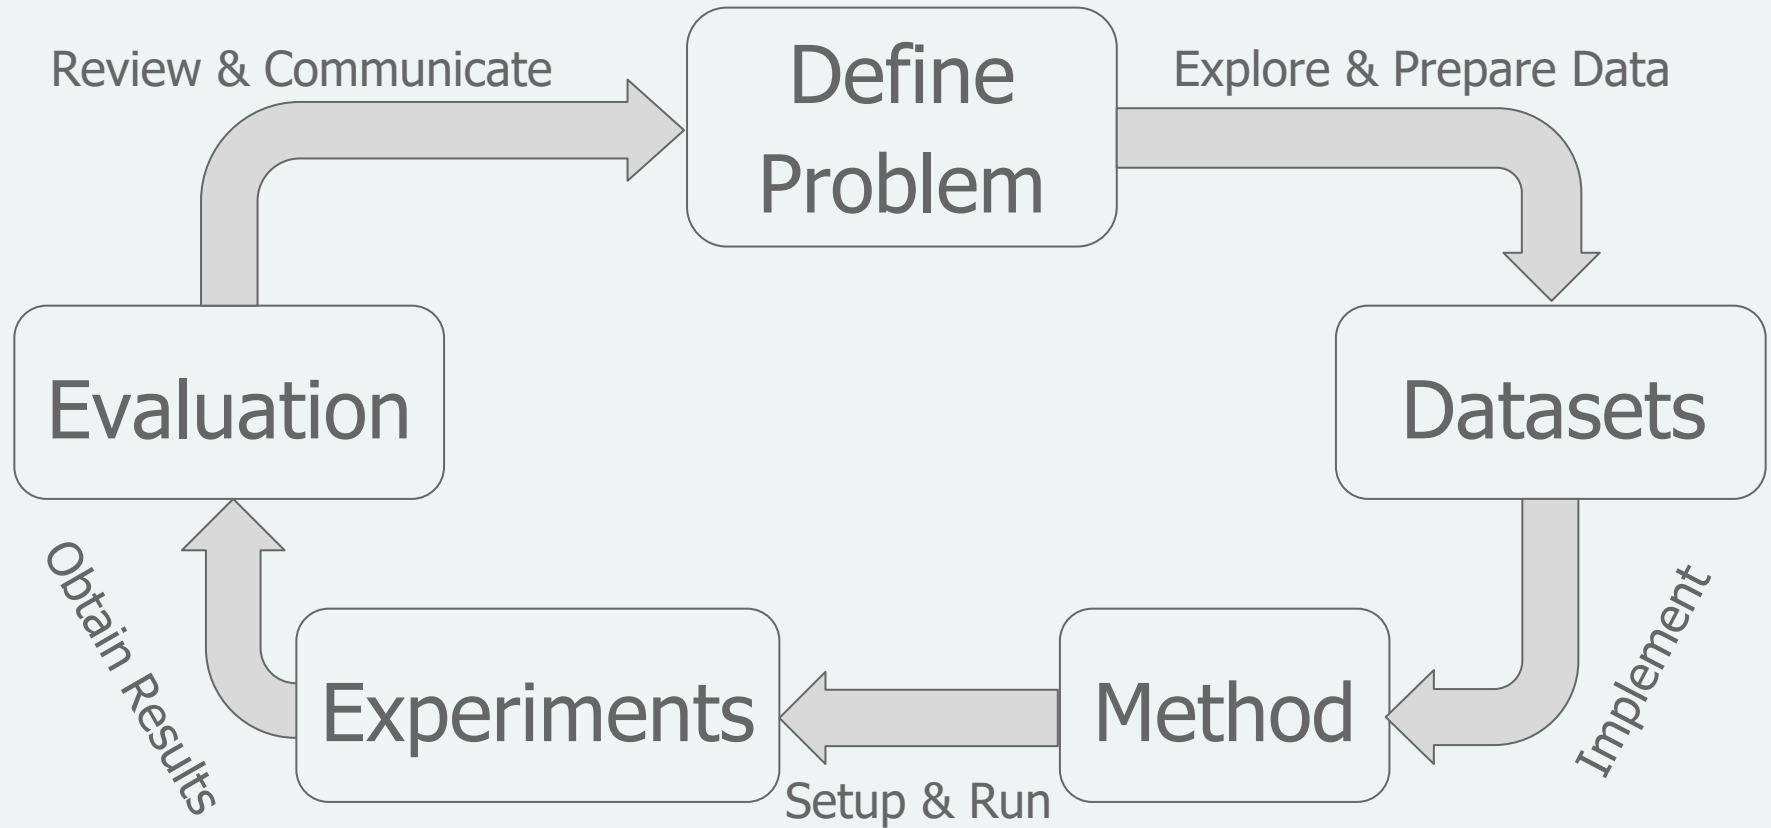 Review & Communicate
Define
Problem
Explore & Prepare Data
Evaluation
Datasets
Obtain Results
Experiments
Method
Implement
Setup & Run